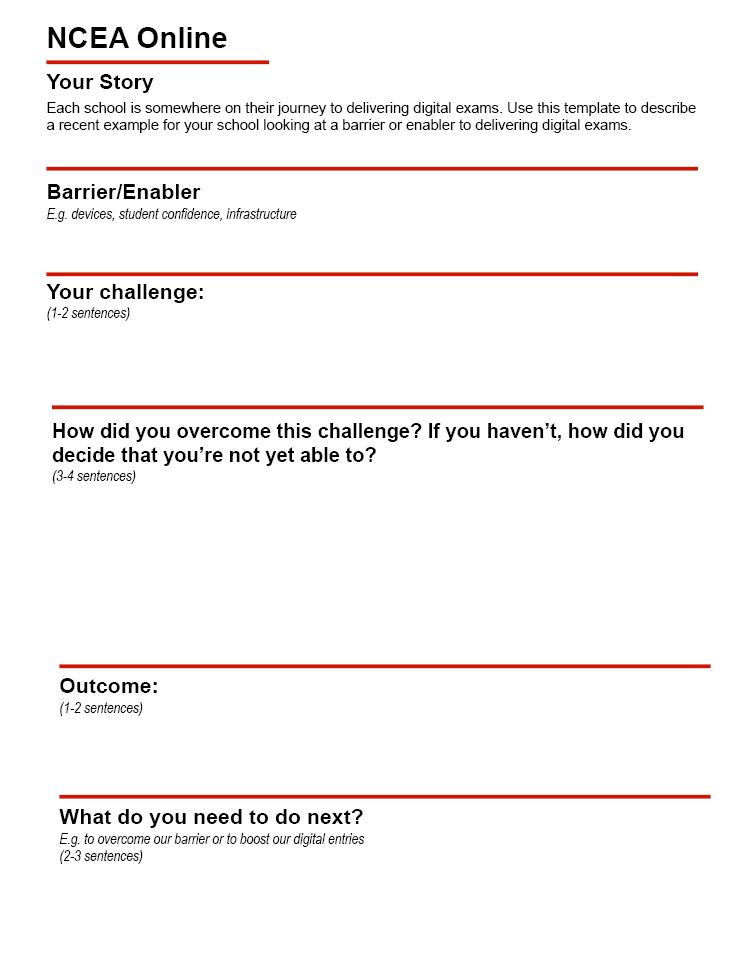 NCEA Online
Your Story
Each school is somewhere on their journey to delivering digital exams. Use this template to describe
a recent example for your school looking at a barrier or enabler to delivering digital exams.
Barrier/Enabler
E.g. devices, student confidence, infrastructure
Your challenge:
(1-2 sentences)
How did you overcome this challenge? If you haven’t, how did you
decide that you’re not yet able to?
(3-4 sentences)
Outcome:
(1-2 sentences)
What do you need to do next?
E.g. to overcome our barrier or to boost our digital entries
(2-3 sentences)